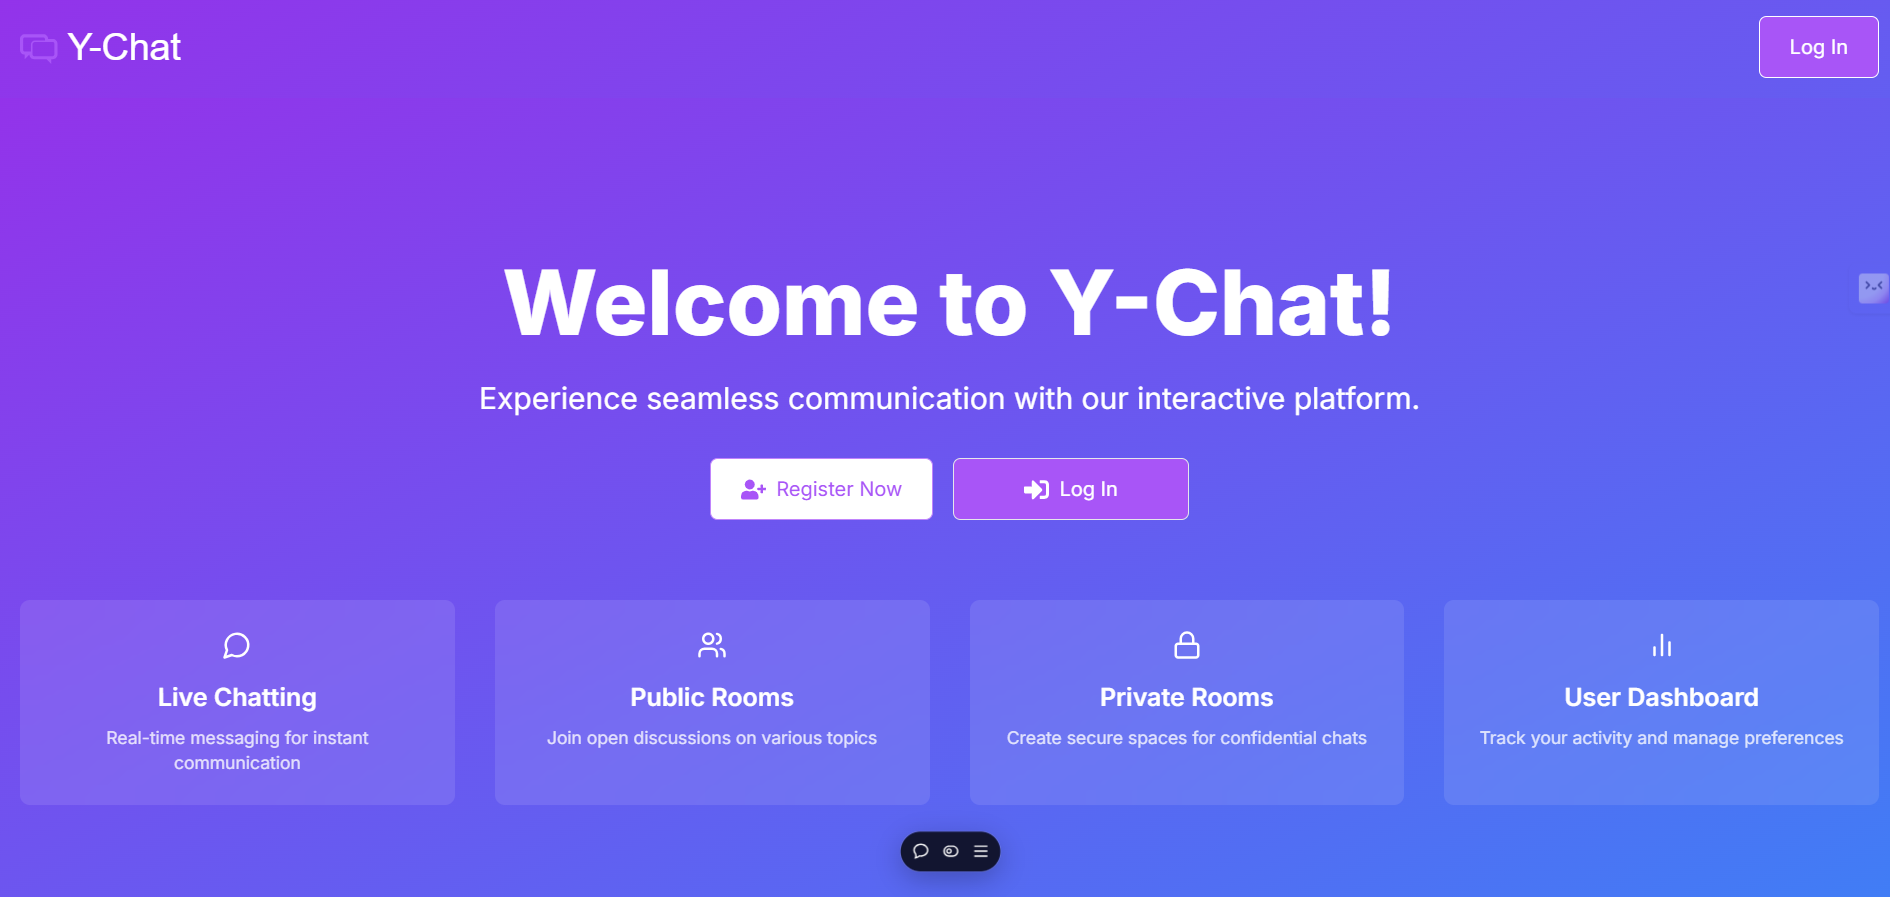 Y-Chat
Log In
Welcome to Y-Chat!
Experience seamless communication with our interactive platform.
Register Now
Log In
Live Chatting
Real-time messaging for instant
communication
Public Rooms
Join open discussions on various topics
Private Rooms
Create secure spaces for confidential chats
User Dashboard
Track your activity and manage preferences